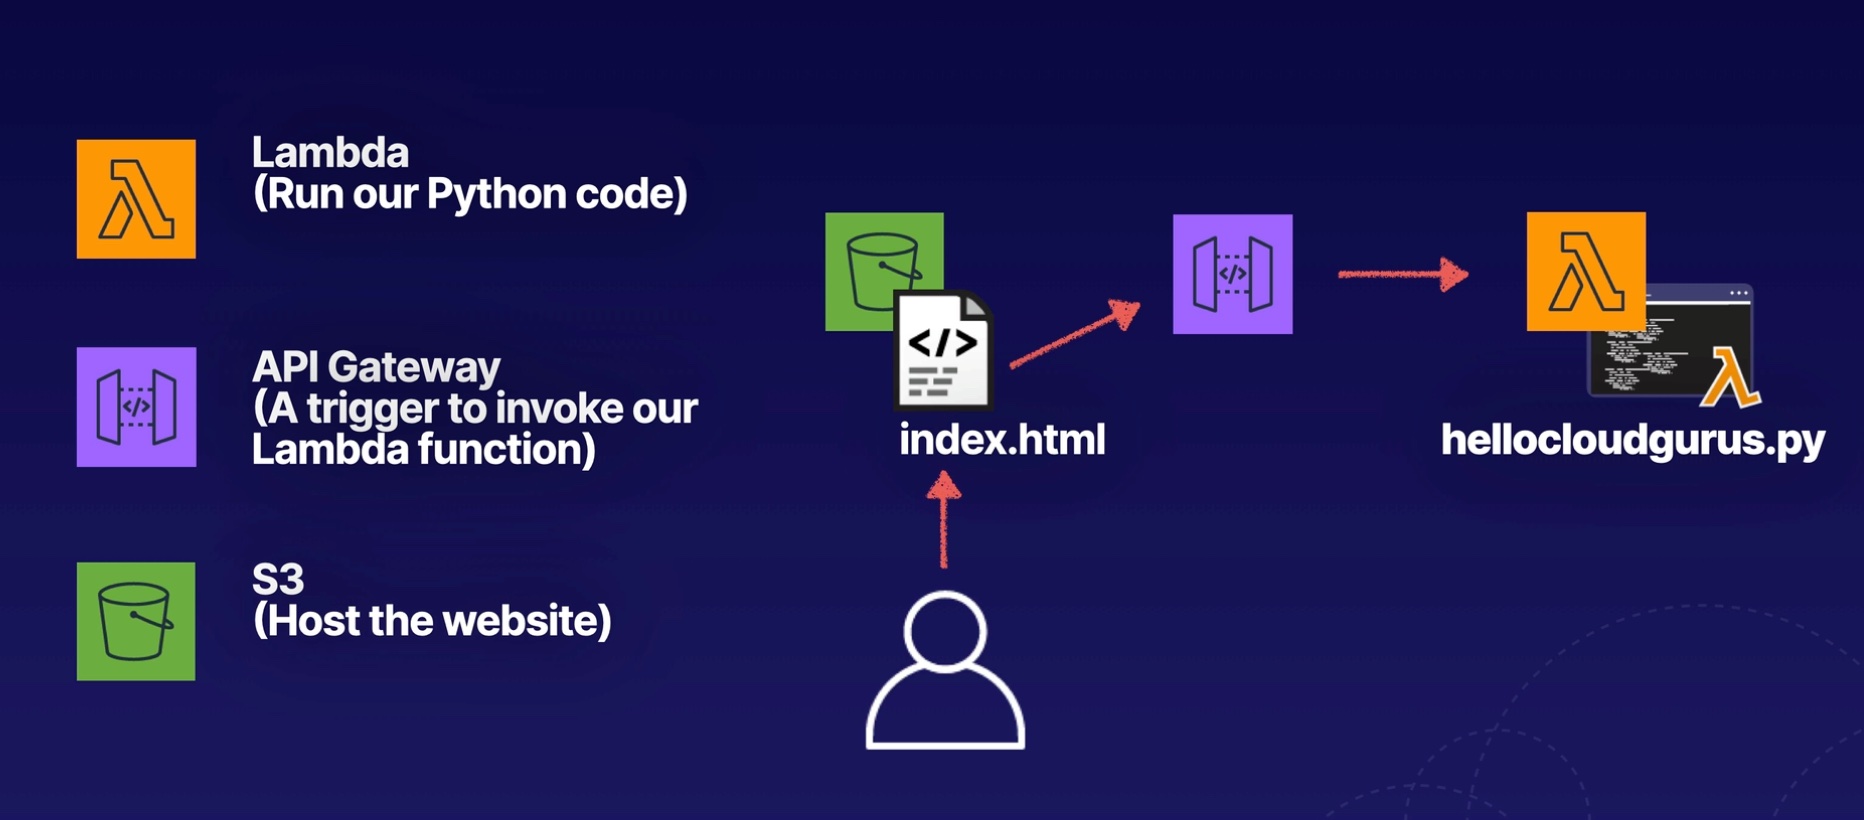 Lambda
(Run our Python code)
API Gateway
(A trigger to invoke our
Lambda function)
S3
(Host the website)
</>
</>
</>
index.html
hellocloudgurus.py